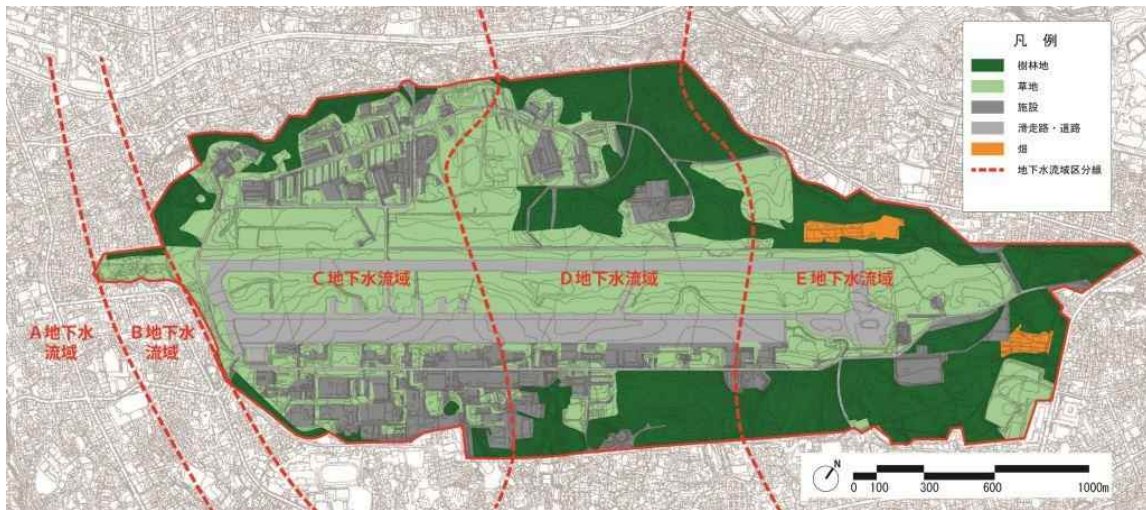 凡 例
樹林地
草地
施設
滑走路・道路
畑
地下水流域区分線
C地下水流域
D地下水流域
E地下水流域
A地下水
流域
B地下水
流域
N
0 100 300 600 1000m